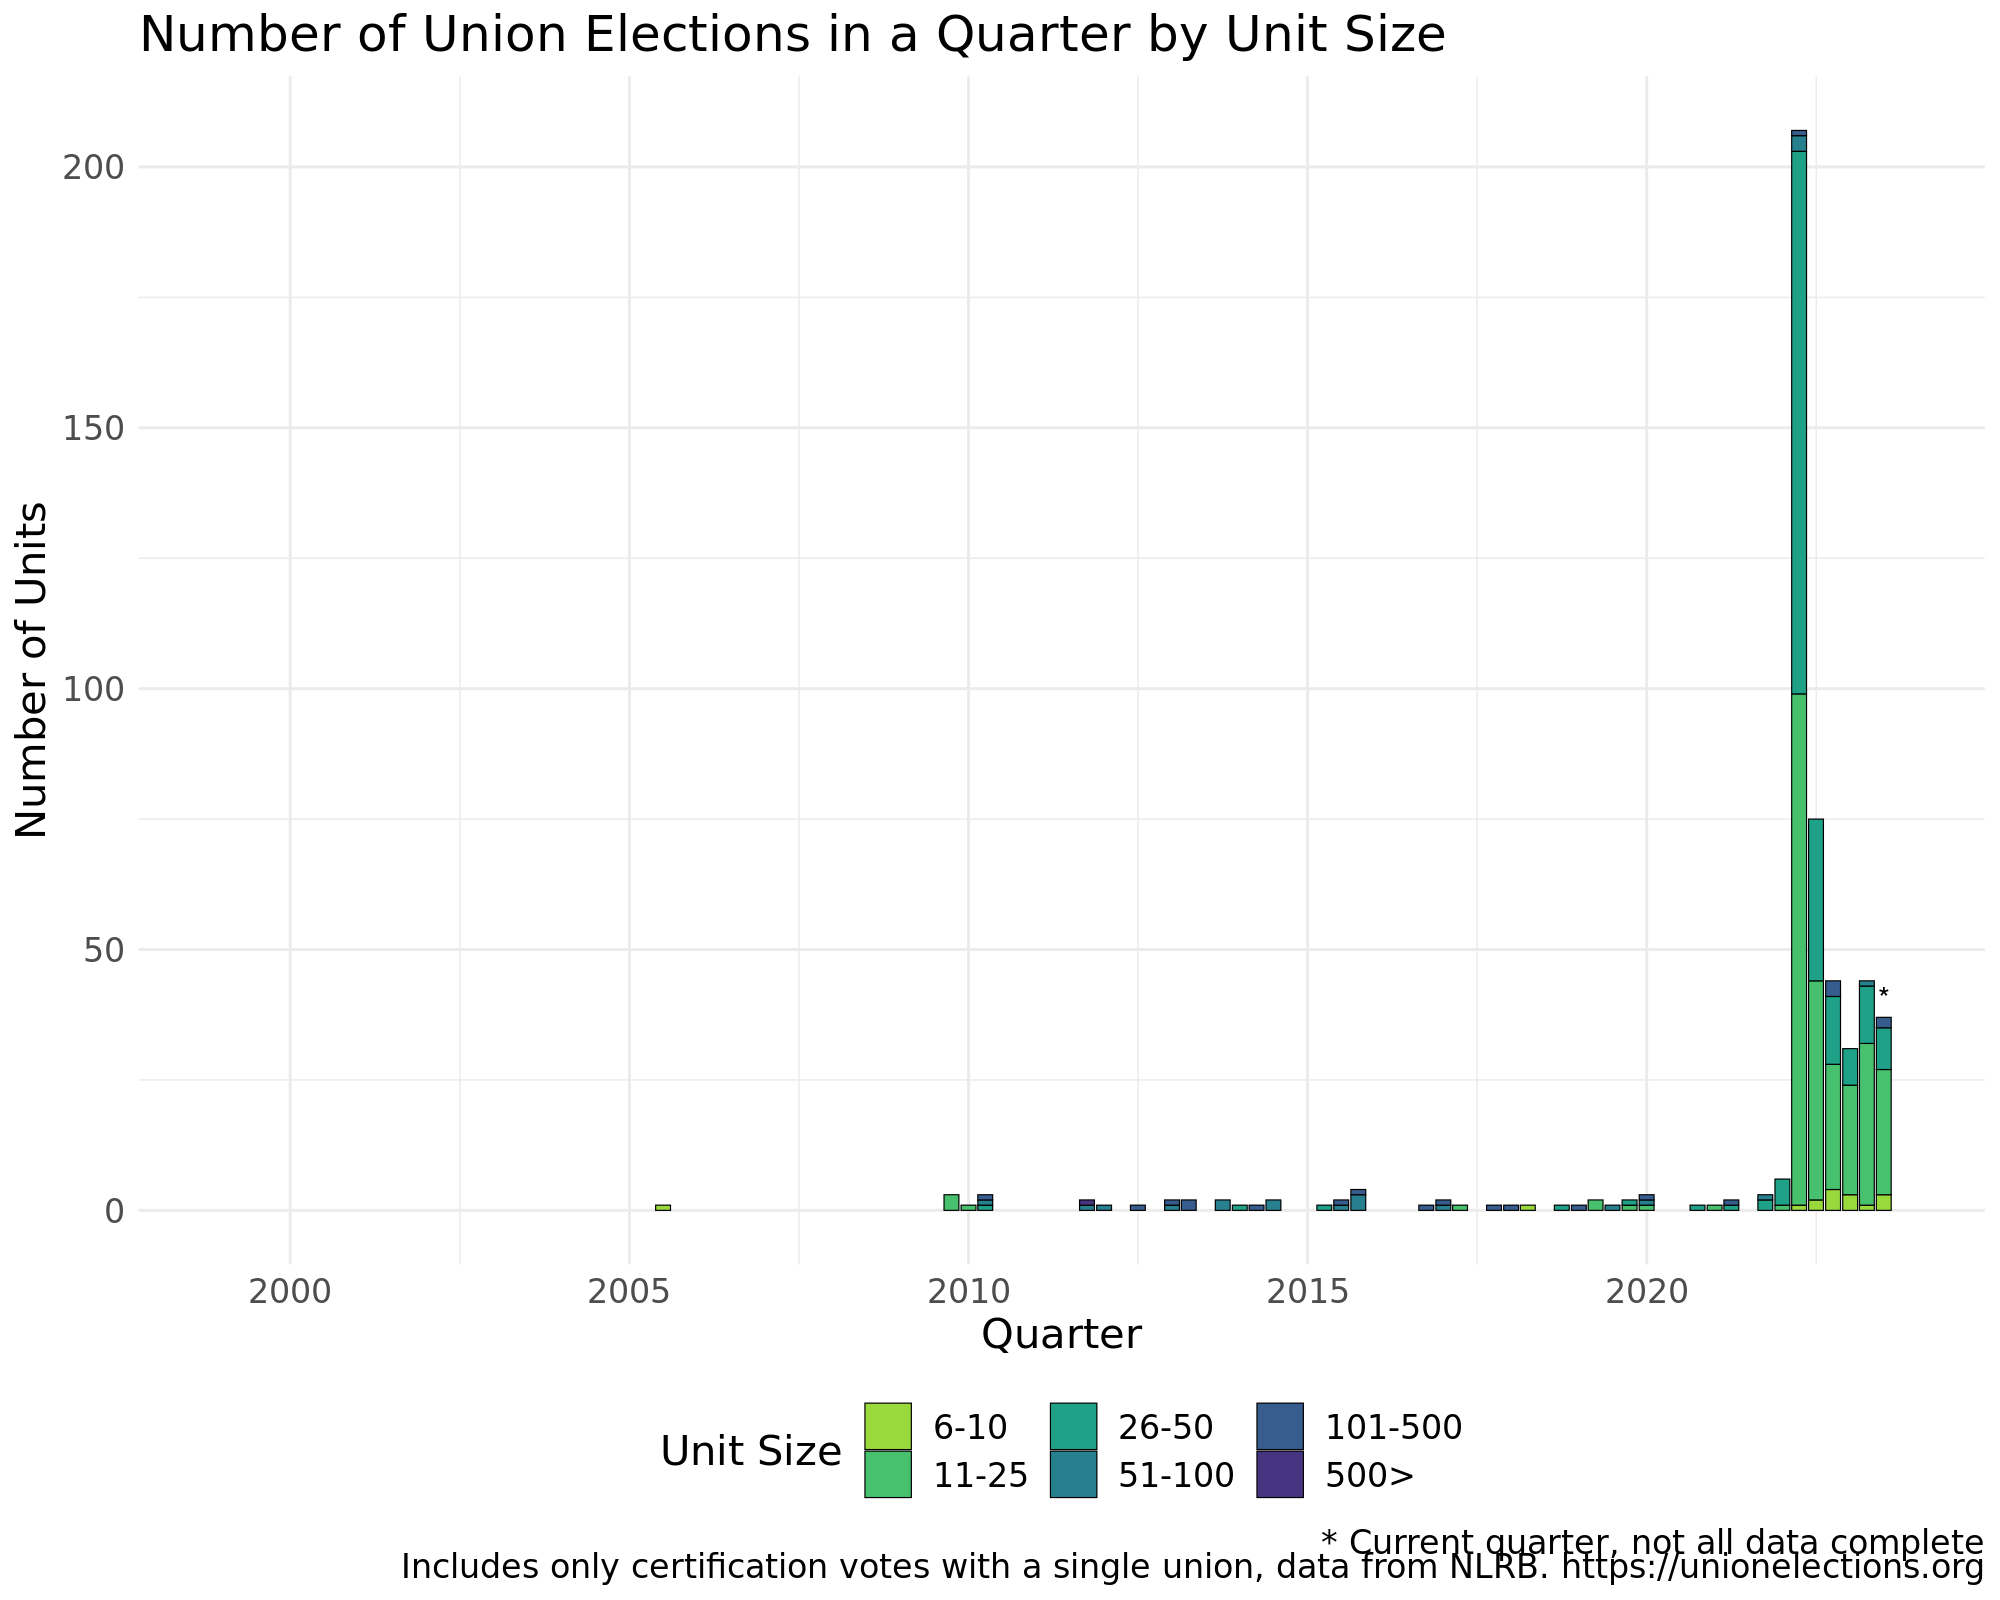 Number of Union Elections in a Quarter by Unit Size
Number of Units
200
150
100
50
0
*
2000 2005 2010 2015 2020
Quarter
Unit Size
6-10 26-50 101-500
11-25 51-100 500>
* Current quarter, not all data complete
Includes only certification votes with a single union, data from NLRB. https://unionelections.org